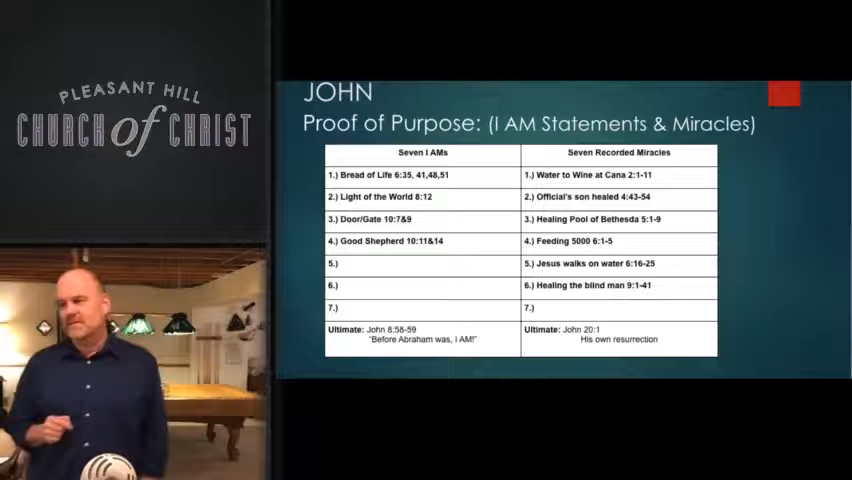 PLEASANT HILL
CHURCH of CHRIST
JOHN
Proof of Purpose: (I AM Statements & Miracles)
Seven I AMs
Seven Recorded Miracles
1.) Bread of Life 6:35, 41,48,51
1.) Water to Wine at Cana 2:1-11
2.) Light of the World 8:12
2.) Official's son healed 4:43-54
3.) Door/Gate 10:7&9
3.) Healing Pool of Bethesda 5:1-9
4.) Good Shepherd 10:11&14
4.) Feeding 5000 6:1-5
5.)
5.) Jesus walks on water 6:16-25
6.)
6.) Healing the blind man 9:1-41
7.)
7.)
Ultimate: John 8:58-59
"Before Abraham was, I AM!"
Ultimate: John 20:1
His own resurrection